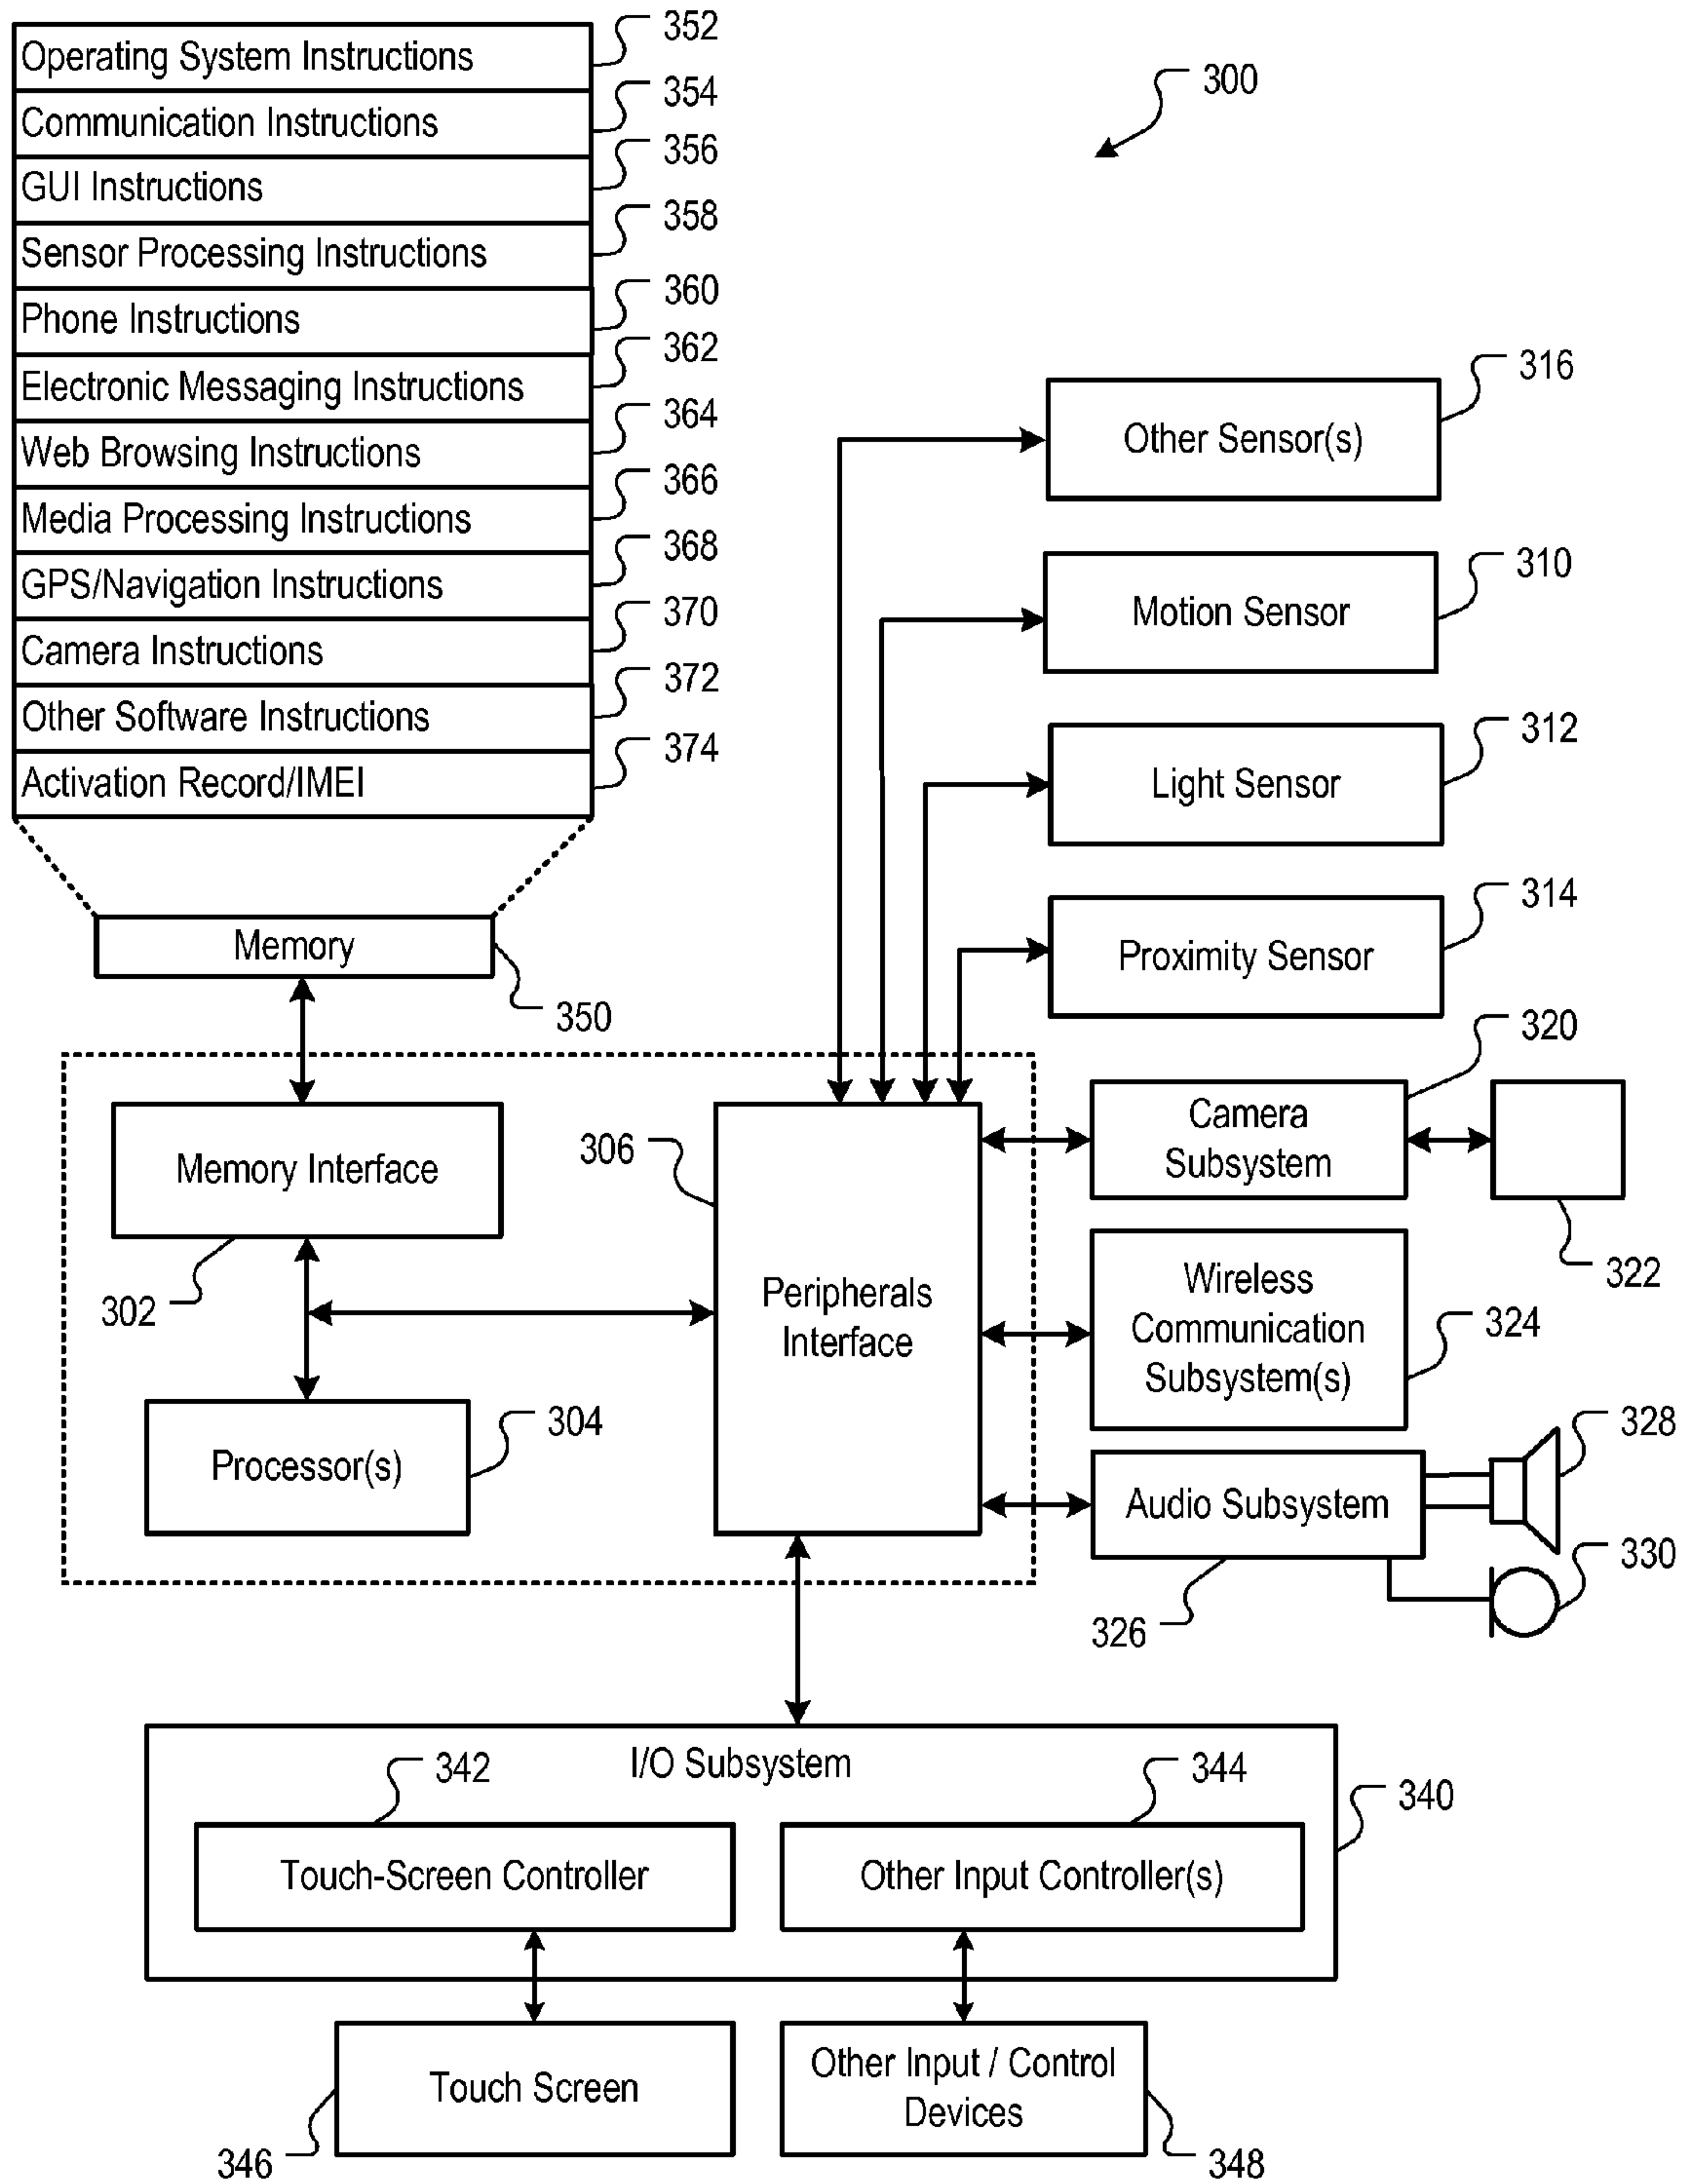 Operating System Instructions
352
Communication Instructions
354
GUI Instructions
356
Sensor Processing Instructions
358
Phone Instructions
360
Electronic Messaging Instructions
362
Web Browsing Instructions
364
Media Processing Instructions
366
GPS/Navigation Instructions
368
Camera Instructions
370
Other Software Instructions
372
Activation Record/IMEI
374
300
Other Sensor(s)
316
Motion Sensor
310
Light Sensor
312
Proximity Sensor
314
Memory
350
Memory Interface
302
Processor(s)
304
306
Peripherals
Interface
Camera
Subsystem
320
322
Wireless
Communication
Subsystem(s)
324
Audio Subsystem
326
328
330
I/O Subsystem
340
342
Touch-Screen Controller
344
Other Input Controller(s)
Touch Screen
346
Other Input / Control
Devices
348